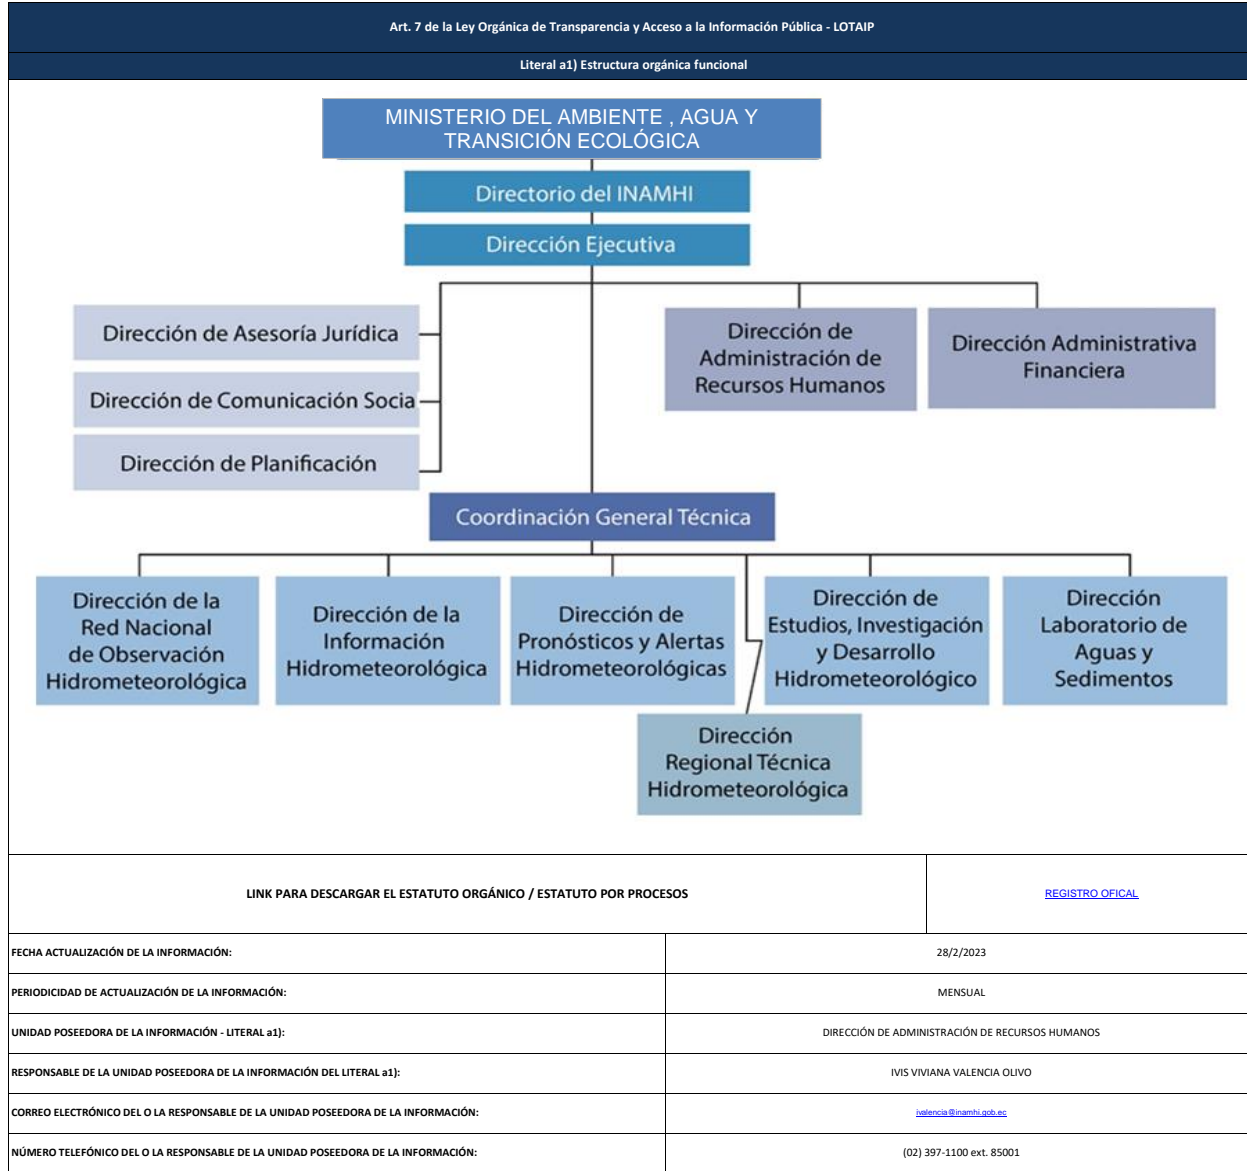 Art. 7 de la Ley Orgánica de Transparencia y Acceso a la Información Pública - LOTAIP
Literal a1) Estructura orgánica funcional
MINISTERIO DEL AMBIENTE , AGUA Y
TRANSICIÓN ECOLÓGICA
Directorio del INAMHI
Dirección Ejecutiva
Dirección de Asesoría Jurídica
Dirección de Comunicación Socia
Dirección de Planificación
Dirección de
Administración de
Recursos Humanos
Dirección Administrativa
Financiera
Coordinación General Técnica
Dirección de la
Red Nacional
de Observación
Hidrometeorológica
Dirección de la
Información
Hidrometeorológica
Dirección de
Pronósticos y Alertas
Hidrometeorológicas
Dirección de
Estudios, Investigación
y Desarrollo
Hidrometeorológico
Dirección
Laboratorio de
Aguas y
Sedimentos
Dirección
Regional Técnica
Hidrometeorológica
LINK PARA DESCARGAR EL ESTATUTO ORGÁNICO / ESTATUTO POR PROCESOS
REGISTRO OFICAL
FECHA ACTUALIZACIÓN DE LA INFORMACIÓN:
28/2/2023
PERIODICIDAD DE ACTUALIZACIÓN DE LA INFORMACIÓN:
MENSUAL
UNIDAD POSEEDORA DE LA INFORMACIÓN - LITERAL a1):
DIRECCIÓN DE ADMINISTRACIÓN DE RECURSOS HUMANOS
RESPONSABLE DE LA UNIDAD POSEEDORA DE LA INFORMACIÓN DEL LITERAL a1):
IVIS VIVIANA VALENCIA OLIVO
CORREO ELECTRÓNICO DEL O LA RESPONSABLE DE LA UNIDAD POSEEDORA DE LA INFORMACIÓN:
ivalencia@inamhi.gob.ec
NÚMERO TELEFÓNICO DEL O LA RESPONSABLE DE LA UNIDAD POSEEDORA DE LA INFORMACIÓN:
(02) 397-1100 ext. 85001